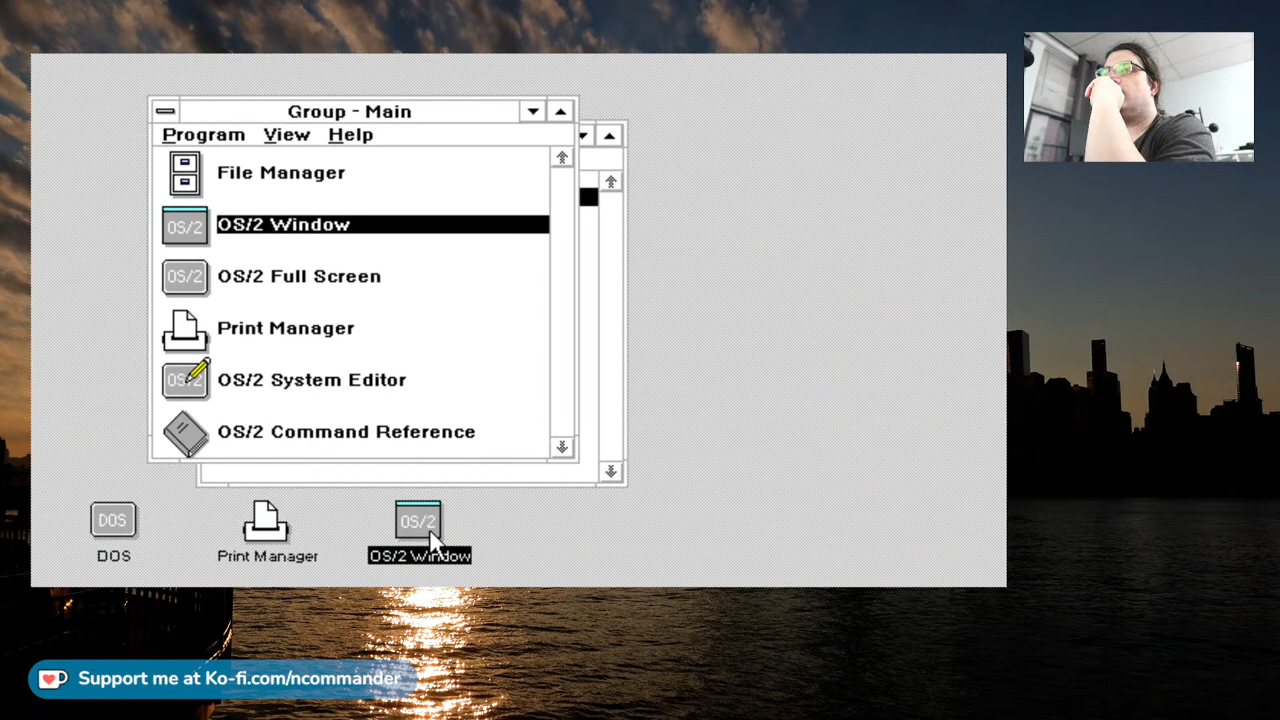 Group - Main
Program View Help
File Manager
OS/2 OS/2 Window
OS/2 OS/2 Full Screen
Print Manager
OS/2 OS/2 System Editor
OS/2 Command Reference
DOS
OS/2
DOS
Print Manager
OS/2 Window
Support me at Ko-fi.com/ncommander